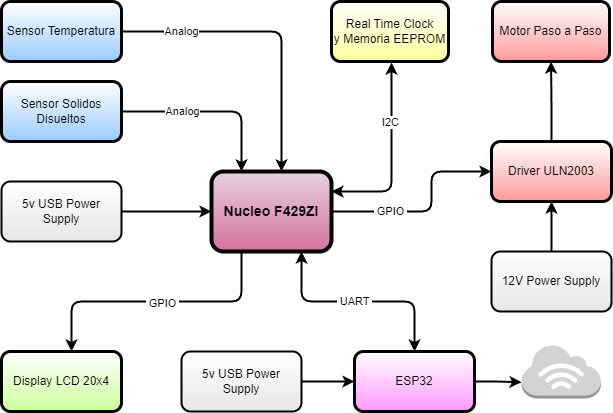 Sensor Temperatura
Analog
Real Time Clock
y Memoria EEPROM
Motor Paso a Paso
Sensor Solidos
Disueltos
Analog
I2C
Driver ULN2003
5v USB Power
Supply
Nucleo F429ZI
GPIO
12V Power Supply
GPIO
UART
Display LCD 20x4
5v USB Power
Supply
ESP32